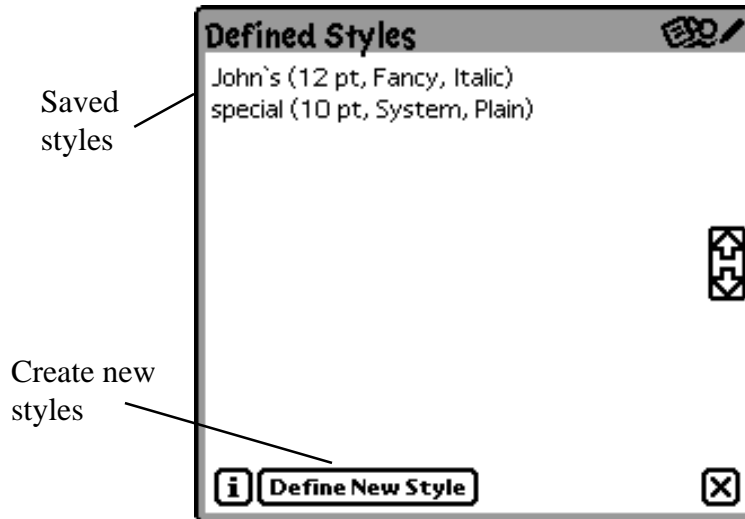 Defined Styles
John`s (12 pt, Fancy, Italic)
special (10 pt, System, Plain)
Saved
styles
Create new
styles
i Define New Style X